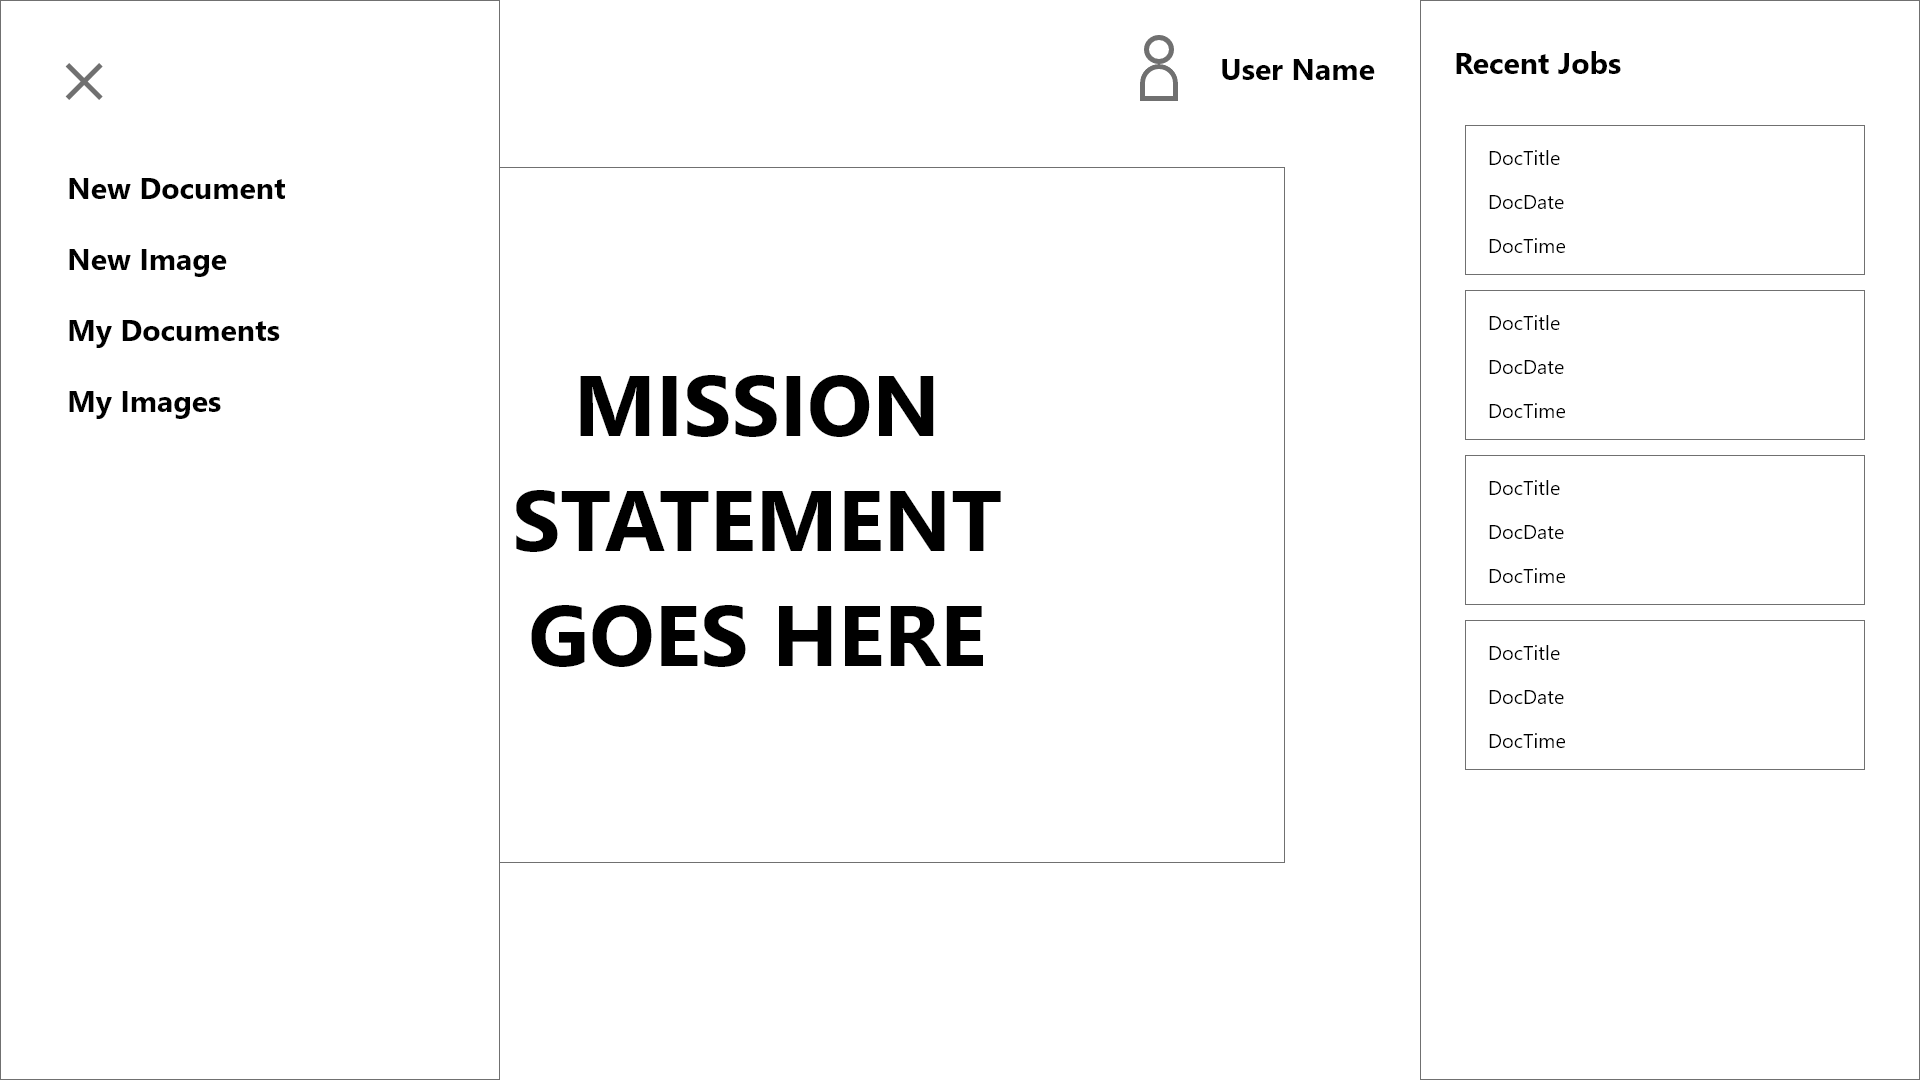 New Document
New Image
My Documents
My Images
User Name
MISSION
STATEMENT
GOES HERE
Recent Jobs
DocTitle
DocDate
DocTime
DocTitle
DocDate
DocTime
DocTitle
DocDate
DocTime
DocTitle
DocDate
DocTime